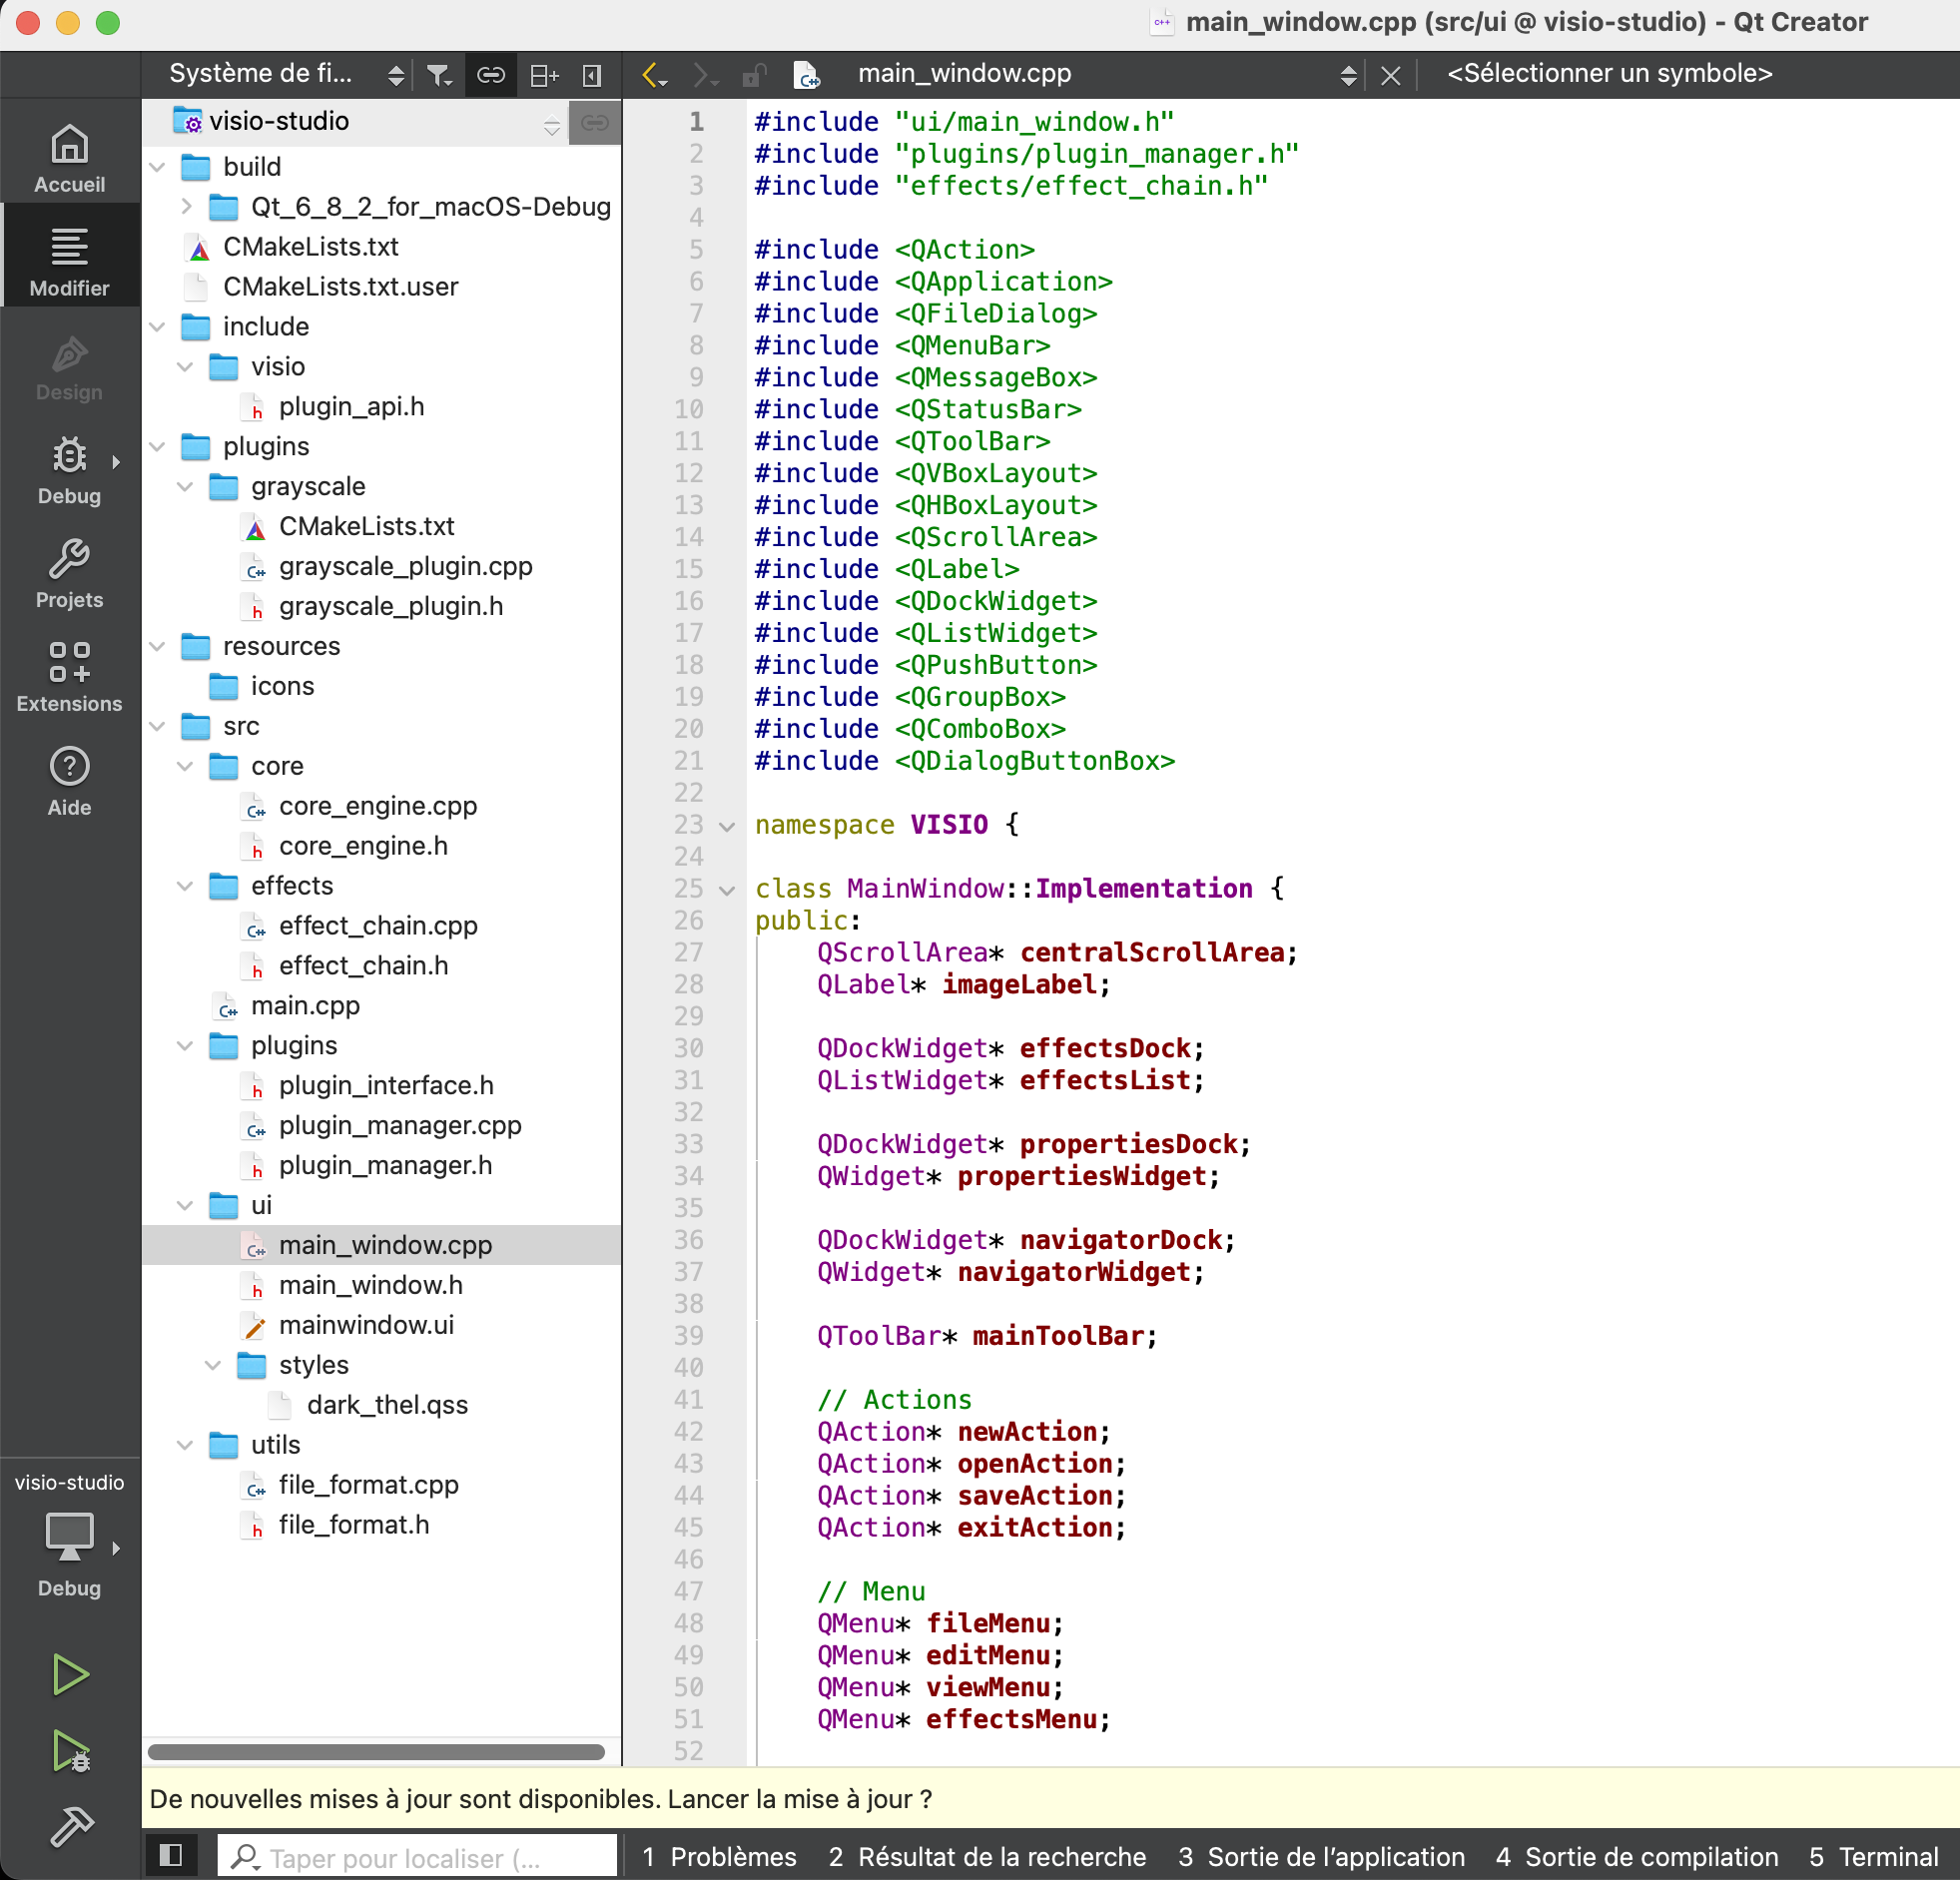 main_window.cpp (src/ui @ visio-studio) - Qt Creator
Système de fi...
main_window.cpp
<Sélectionner un symbole>
Accueil
Modifier
Design
Debug
Projets
Extensions
Aide
visio-studio
Debug
visio-studio
build
Qt_6_8_2_for_macOS-Debug
CMakeLists.txt
CMakeLists.txt.user
include
visio
plugin_api.h
plugins
grayscale
CMakeLists.txt
grayscale_plugin.cpp
grayscale_plugin.h
resources
icons
src
core
core_engine.cpp
core_engine.h
effects
effect_chain.cpp
effect_chain.h
main.cpp
plugins
plugin_interface.h
plugin_manager.cpp
plugin_manager.h
ui
main_window.cpp
main_window.h
mainwindow.ui
styles
dark_thel.qss
utils
file_format.cpp
file_format.h
1 #include "ui/main_window.h"
2 #include "plugins/plugin_manager.h"
3 #include "effects/effect_chain.h"
4
5 #include <QAction>
6 #include <QApplication>
7 #include <QFileDialog>
8 #include <QMenuBar>
9 #include <QMessageBox>
10 #include <QStatusBar>
11 #include <QToolBar>
12 #include <QVBoxLayout>
13 #include <QHBoxLayout>
14 #include <QScrollArea>
15 #include <QLabel>
16 #include <QDockWidget>
17 #include <QListWidget>
18 #include <QPushButton>
19 #include <QGroupBox>
20 #include <QComboBox>
21 #include <QDialogButtonBox>
22
23 namespace VISIO {
24
25 class MainWindow::Implementation {
26 public:
27 QScrollArea* centralScrollArea;
28 QLabel* imageLabel;
29
30 QDockWidget* effectsDock;
31 QListWidget* effectsList;
32
33 QDockWidget* propertiesDock;
34 QWidget* propertiesWidget;
35
36 QDockWidget* navigatorDock;
37 QWidget* navigatorWidget;
38
39 QToolBar* mainToolBar;
40
41 // Actions
42 QAction* newAction;
43 QAction* openAction;
44 QAction* saveAction;
45 QAction* exitAction;
46
47 // Menu
48 QMenu* fileMenu;
49 QMenu* editMenu;
50 QMenu* viewMenu;
51 QMenu* effectsMenu;
52
De nouvelles mises à jour sont disponibles. Lancer la mise à jour ?
Taper pour localiser (...
1 Problèmes 2 Résultat de la recherche 3 Sortie de l’application 4 Sortie de compilation 5 Terminal